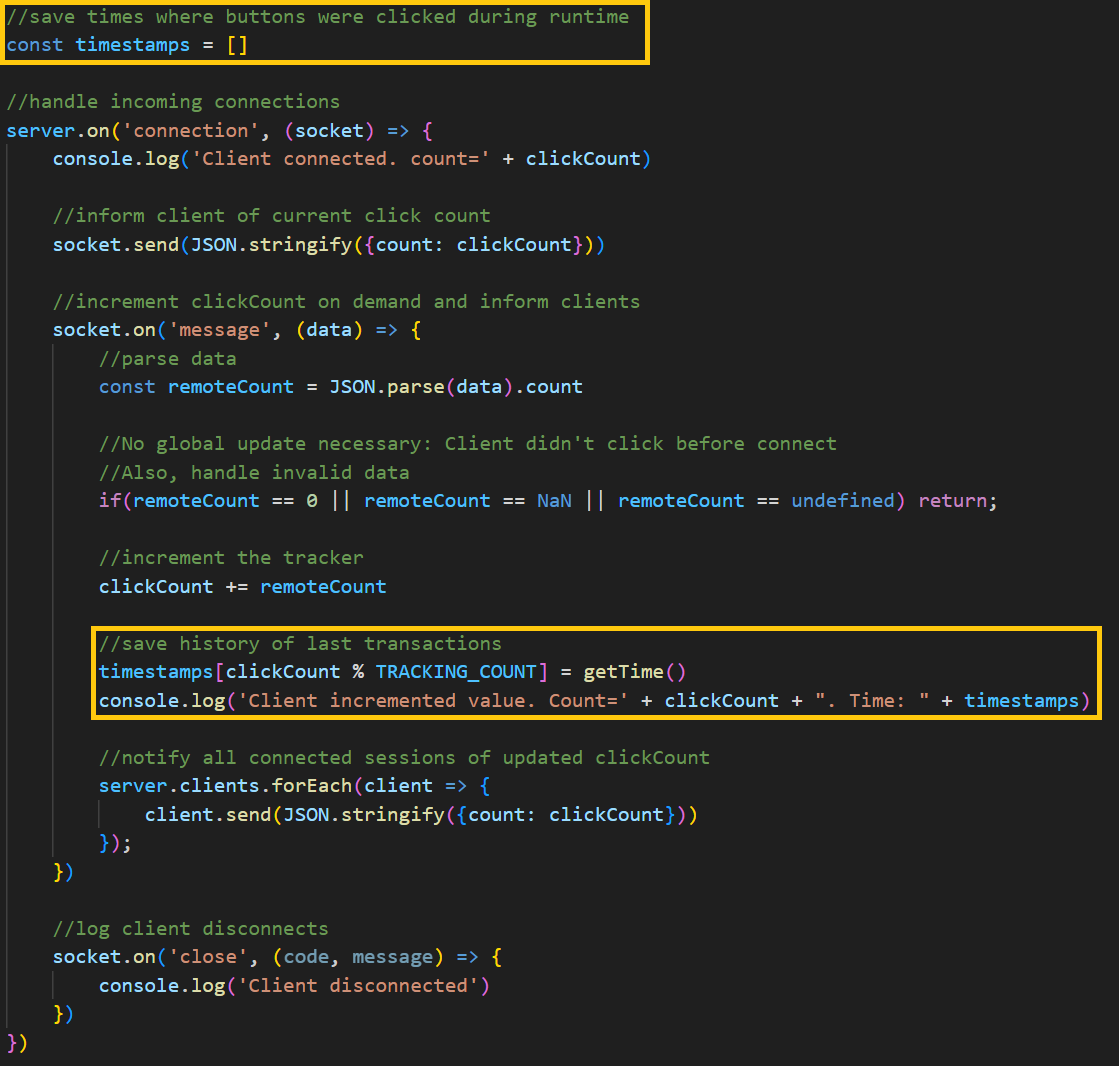 //save times where buttons were clicked during runtime
const timestamps = []
//handle incoming connections
server.on('connection', (socket) => {
console.log('Client connected. count=' + clickCount)
//inform client of current click count
socket.send(JSON.stringify({count: clickCount}))
//increment clickCount on demand and inform clients
socket.on('message', (data) => {
//parse data
const remoteCount = JSON.parse(data).count
//No global update necessary: Client didn't click before connect
//Also, handle invalid data
if(remoteCount == 0 || remoteCount == NaN || remoteCount == undefined) return;
//increment the tracker
clickCount += remoteCount
//save history of last transactions
timestamps[clickCount % TRACKING_COUNT] = getTime()
console.log('Client incremented value. Count=' + clickCount + ". Time: " + timestamps)
//notify all connected sessions of updated clickCount
server.clients.forEach(client => {
client.send(JSON.stringify({count: clickCount}))
});
})
//log client disconnects
socket.on('close', (code, message) => {
console.log('Client disconnected')
})
})